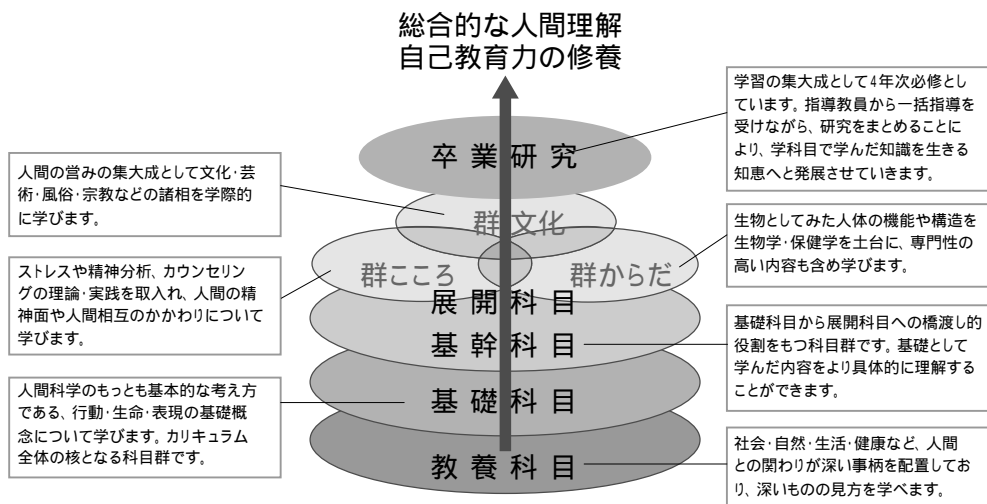 総合的な人間理解
自己教育力の修養
学習の集大成として4年次必修とし
ています。指導教員から一括指導を
受けながら、研究をまとめることに
より、学科目で学んだ知識を生きる
知恵へと発展させていきます。
卒業研究
人間の営みの集大成として文化・芸
術・風俗・宗教などの諸相を学際的
に学びます。
群文化
生物としてみた人体の機能や構造を
生物学・保健学を土台に、専門性の
高い内容も含め学びます。
群こころ
群からだ
ストレスや精神分析、カウンセリン
グの理論・実践を取入れ、人間の精
神面や人間相互のかかわりについて
学びます。
展開科目
基幹科目
基礎科目から展開科目への橋渡し的
役割をもつ科目群です。基礎として
学んだ内容をより具体的に理解する
ことができます。
人間科学のもっとも基本的な考え方
である、行動・生命・表現の基礎概
念について学びます。カリキュラム
全体の核となる科目群です。
基礎科目
教養科目
社会・自然・生活・健康など、人間
との関わりが深い事柄を配置してお
り、深いものの見方を学べます。